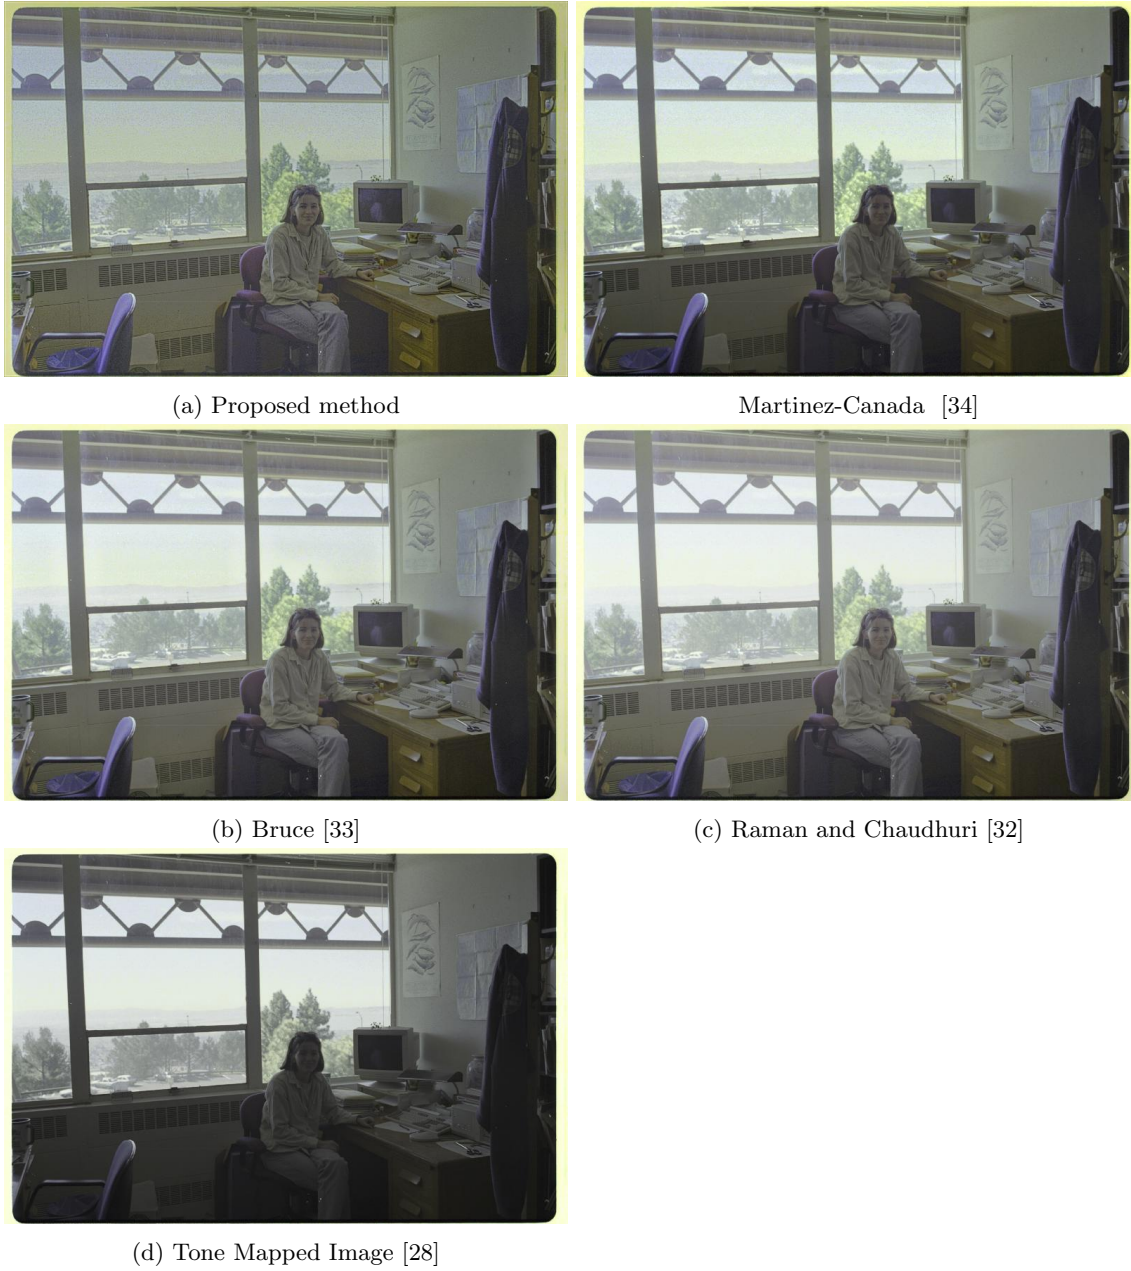 (a) Proposed method
Martinez-Canada [34]
(b) Bruce [33]
(c) Raman and Chaudhuri [32]
(d) Tone Mapped Image [28]